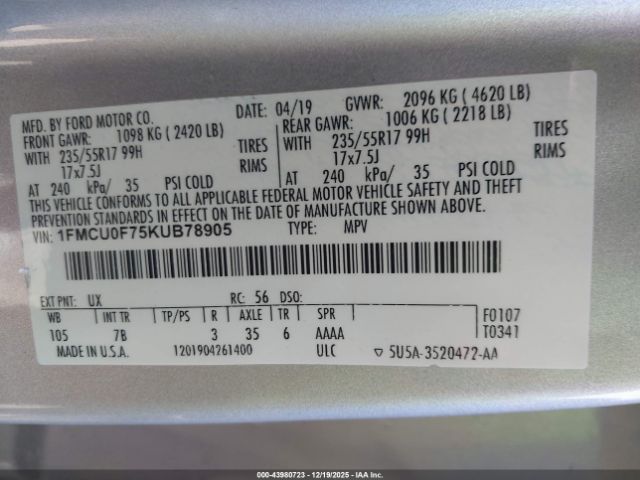 MFD. BY FORD MOTOR CO.
DATE: 04/19
GVWR: 2096 KG ( 4620 LB)
FRONT GAWR: 1098 KG ( 2420 LB)
REAR GAWR: 1006 KG ( 2218 LB)
WITH 235/55R17 99H TIRES
17x7.5J RIMS
AT 240 kPa/ 35 PSI COLD
WITH 235/55R17 99H TIRES
17x7.5J RIMS
AT 240 kPa/ 35 PSI COLD
THIS VEHICLE CONFORMS TO ALL APPLICABLE FEDERAL MOTOR VEHICLE SAFETY AND THEFT
PREVENTION STANDARDS IN EFFECT ON THE DATE OF MANUFACTURE SHOWN ABOVE.
VIN: 1FMCU0F75KUB78905
TYPE: MPV
EXT PNT: UX RC: 56 DSO:
WB INT TR TP/PS R AXLE TR SPR
105 7B 3 35 6 AAAA
F0107
T0341
MADE IN U.S.A. 1201904261400 ULC ▽ 5U5A-3520472-AA
000-43980723 - 12/19/2025 - IAA, Inc.